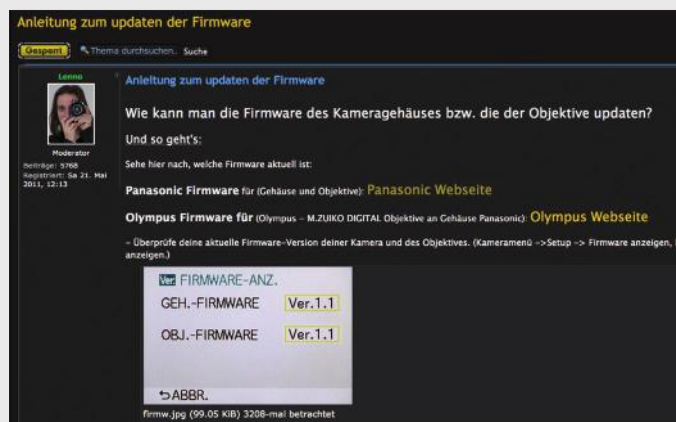 Anleitung zum updaten der Firmware
Gesperrt
Thema durchsuchen..
Suche
Lenno
Moderator
Beiträge: 5768
Registriert: Sa 21. Mai
2011, 12:13
Anleitung zum updaten der Firmware
Wie kann man die Firmware des Kameragehäuses bzw. die der Objektive updaten?
Und so geht's:
Sehe hier nach, welche Firmware aktuell ist:
Panasonic Firmware für (Gehäuse und Objektive): Panasonic Webseite
Olympus Firmware für (Olympus – M.ZUIKO DIGITAL Objektive an Gehäuse Panasonic): Olympus Webseite
– Überprüfe deine aktuelle Firmware-Version deiner Kamera und des Objektives. (Kameramenü ->Setup -> Firmware anzeigen,
anzeigen.)
Ver. FIRMWARE-ANZ.
GEH.-FIRMWARE Ver.1.1
OBJ.-FIRMWARE Ver.1.1
ABBR.
firmw.jpg (99.05 KiB) 3208-mal betrachtet